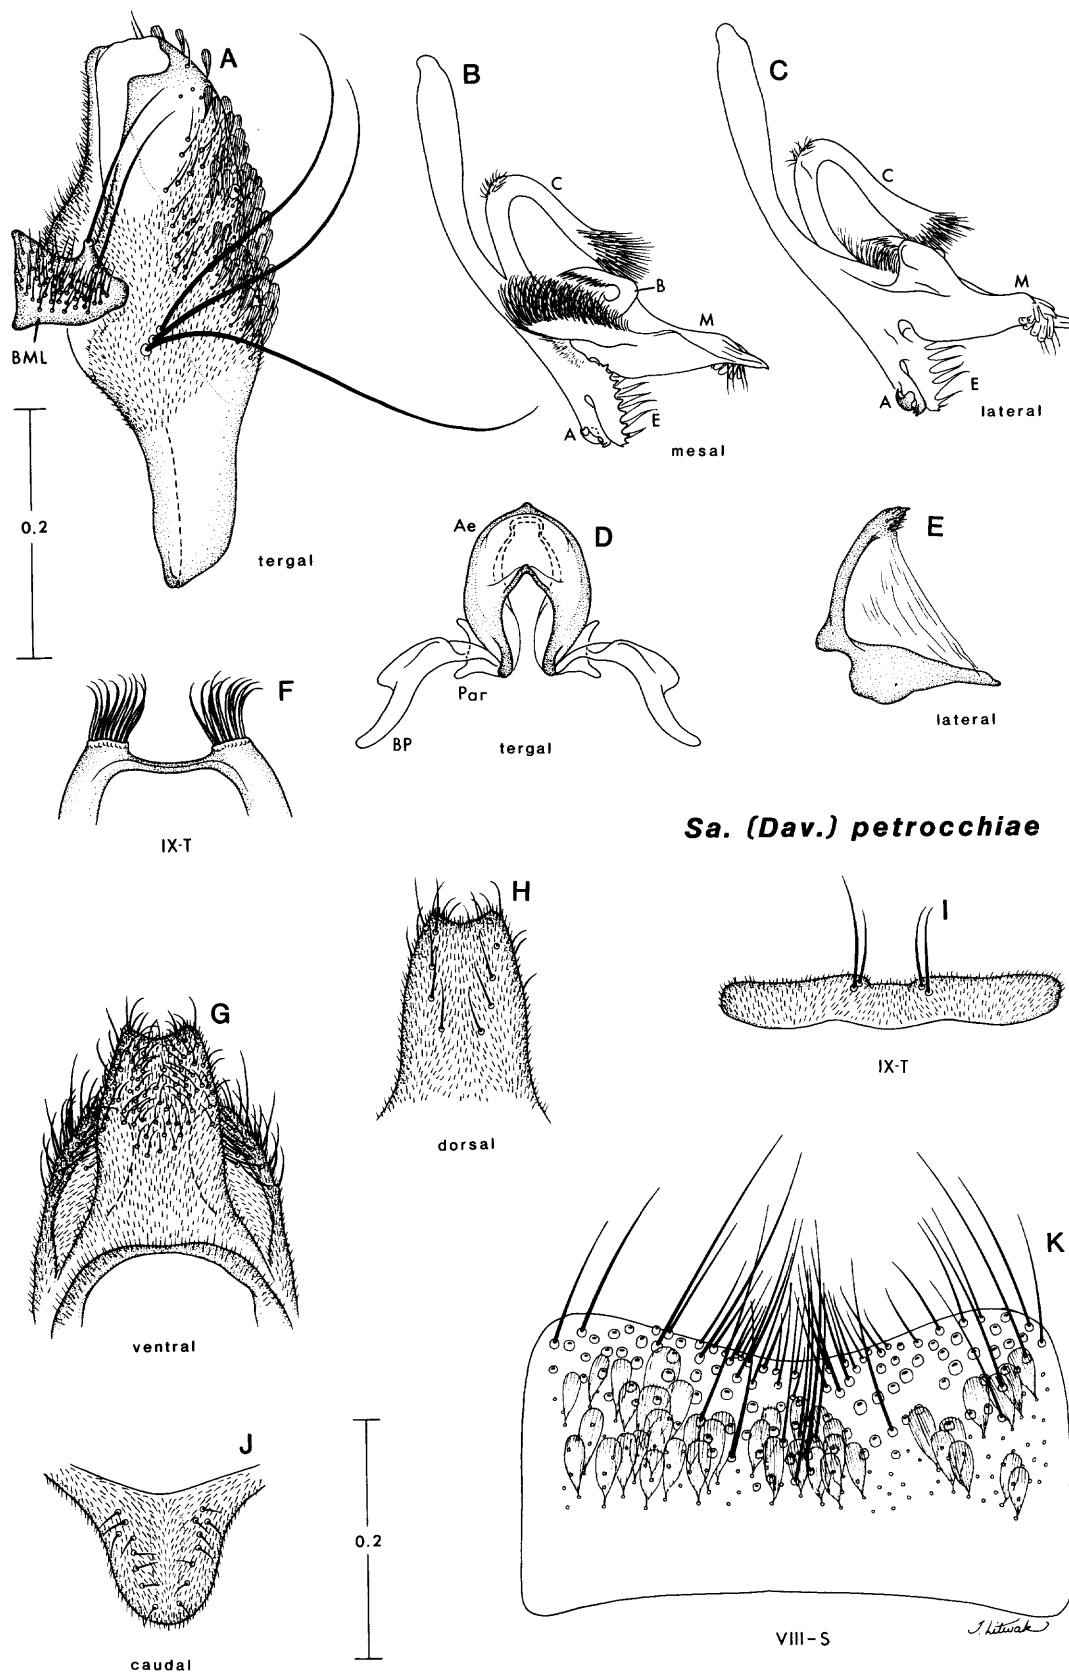 A
BML
0.2
tergal
B
C
B
M
E
A
mesal
C
C
M
E
A
lateral
D
Ae
Par
BP
tergal
E
lateral
F
IX-T
Sa. (Dav.) petrocchiae
H
dorsal
I
IX-T
G
ventral
K
VIII-S
T. Litwak
J
0.2
caudal